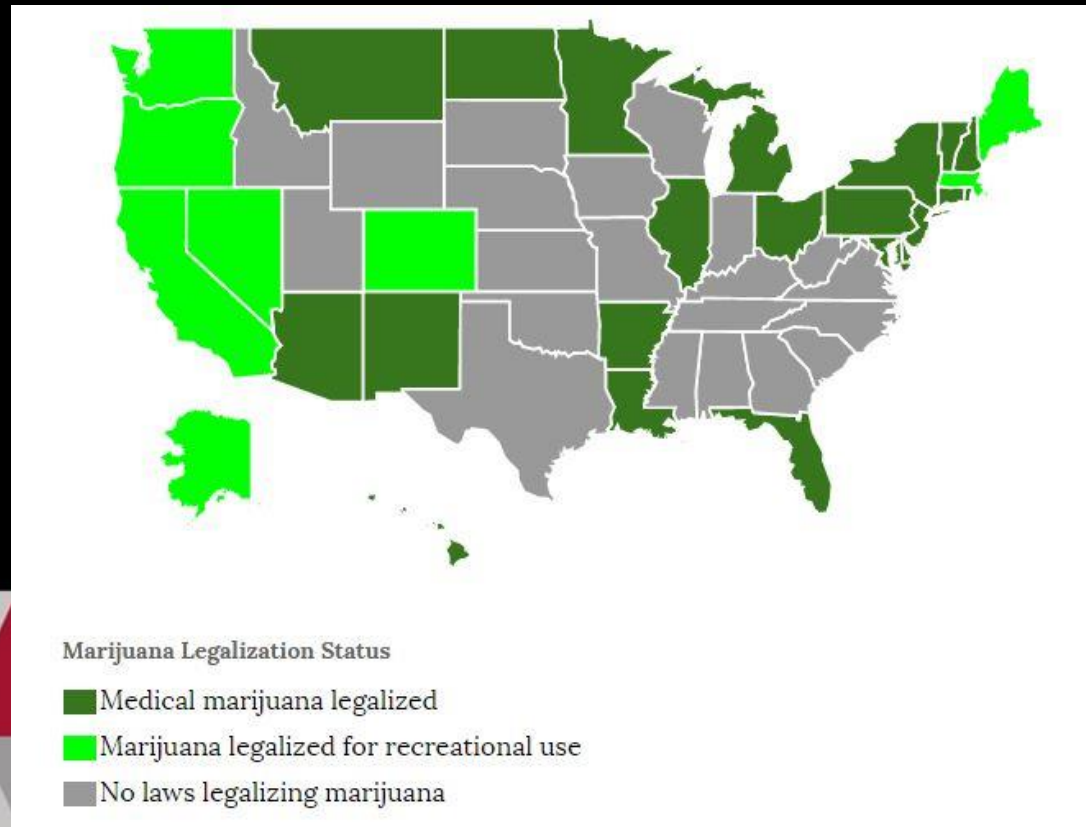 Marijuana Legalization Status
Medical marijuana legalized
Marijuana legalized for recreational use
No laws legalizing marijuana